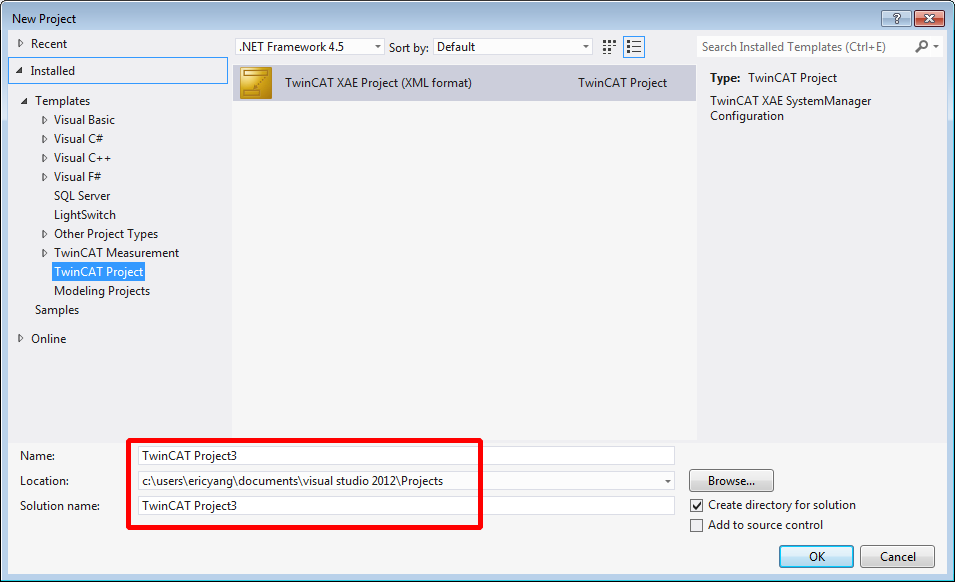 New Project
Recent
.NET Framework 4.5 Sort by: Default
Search Installed Templates (Ctrl+E)
Installed
TwinCAT XAE Project (XML format) TwinCAT Project
Type: TwinCAT Project
TwinCAT XAE SystemManager
Configuration
Templates
Visual Basic
Visual C#
Visual C++
Visual F#
SQL Server
LightSwitch
Other Project Types
TwinCAT Measurement
TwinCAT Project
Modeling Projects
Samples
Online
Name: TwinCAT Project3
Location: c:\users\ericyang\documents\visual studio 2012\Projects
Browse...
Solution name: TwinCAT Project3
Create directory for solution
Add to source control
OK Cancel